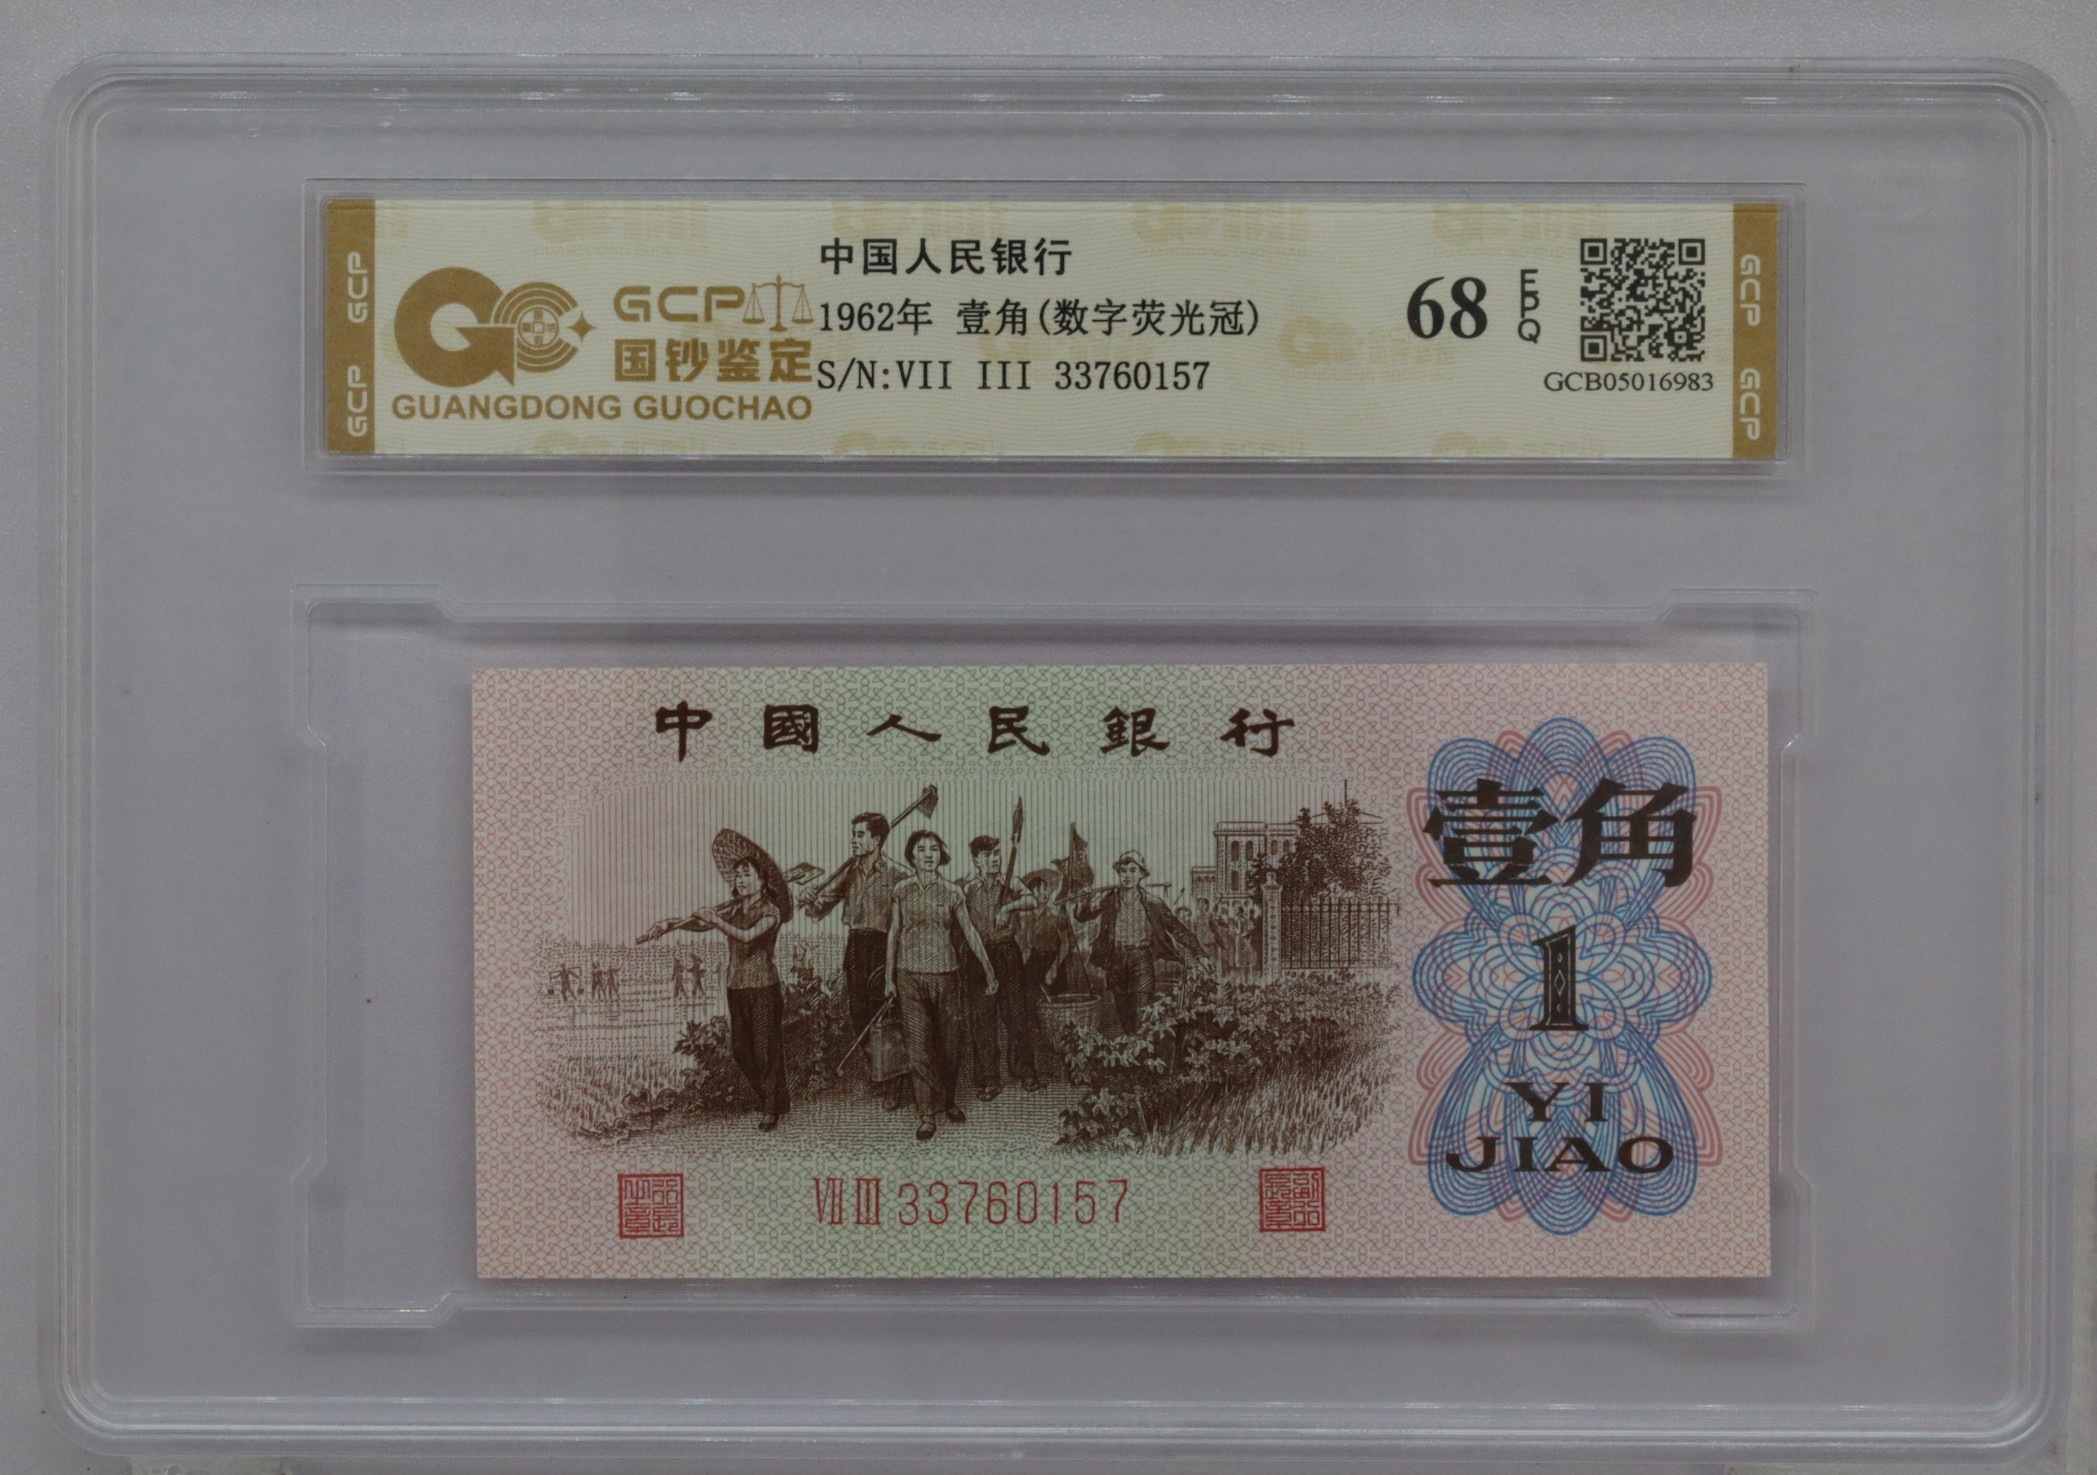 GCP
GCP
GCP
国钞鉴定
GUANGDONG GUOCHAO
中国人民银行
1962年 壹角(数字荧光冠)
S/N:VII III 33760157
68
EPQ
GCB05016983
GCP
GCP
中國人民銀行
壹角
1
YI
JIAO
VII III 33760157